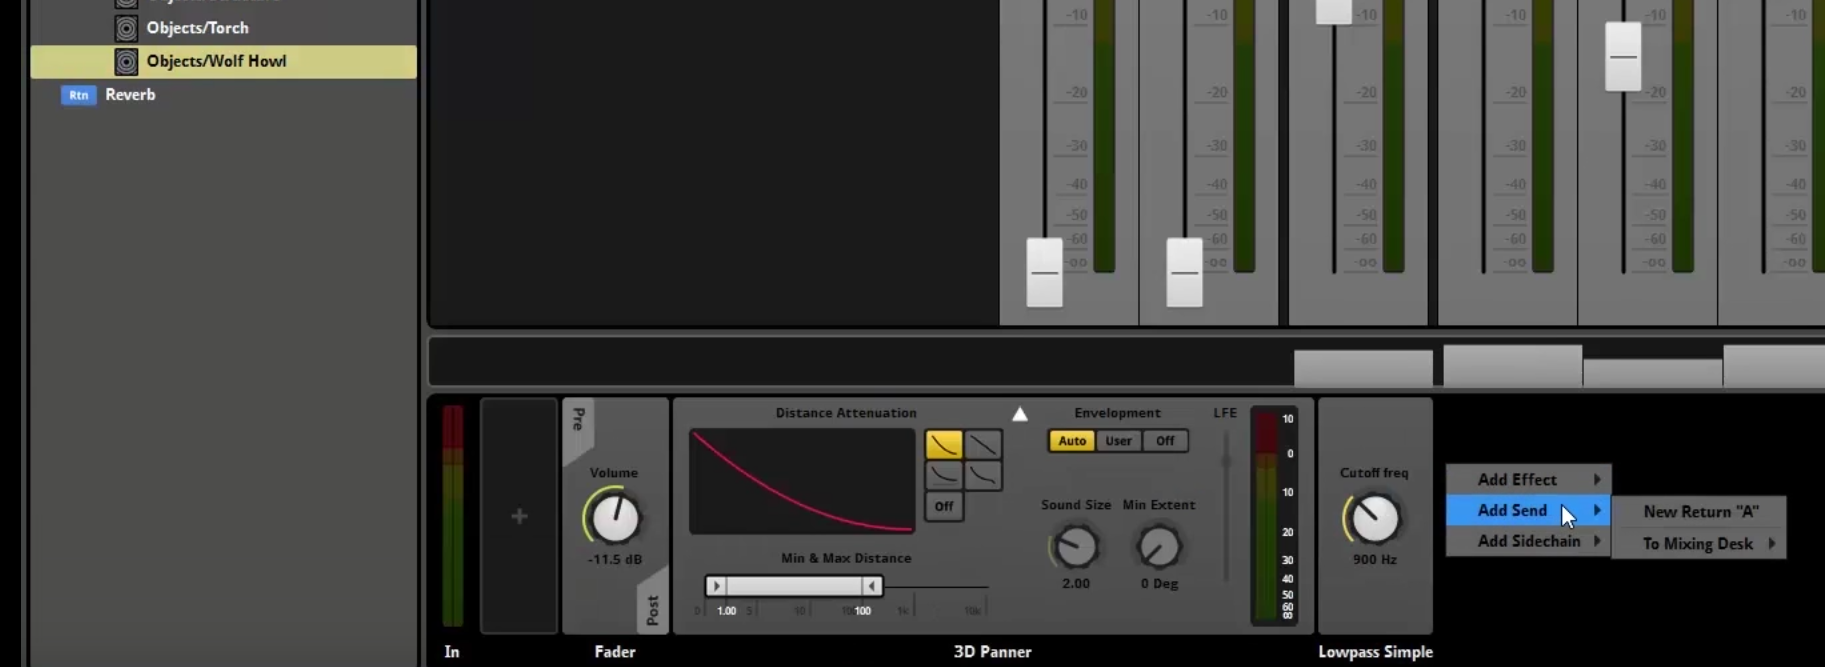 Objects/Torch
Objects/Wolf Howl
Rtn Reverb
-10 -10 -10 -10 -10 -10
-20 -20 -20 -20 -20 -20
-30 -30 -30 -30 -30 -30
-40 -40 -40 -40 -40 -40
-50 -50 -50 -50 -50 -50
-60 -60 -60 -60 -60 -60
-oo -oo -oo -oo -oo -oo
Pre
Volume
-11.5 dB
Post
Distance Attenuation
Off
Min & Max Distance
0 1.00 5 10 100 1k 10k
Envelopment
Auto User Off
Sound Size Min Extent
2.00 0 Deg
LFE
10
0
10
20
30
40
50
60
∞
Cutoff freq
900 Hz
Add Effect
Add Send
Add Sidechain
New Return "A"
To Mixing Desk
In
Fader
3D Panner
Lowpass Simple